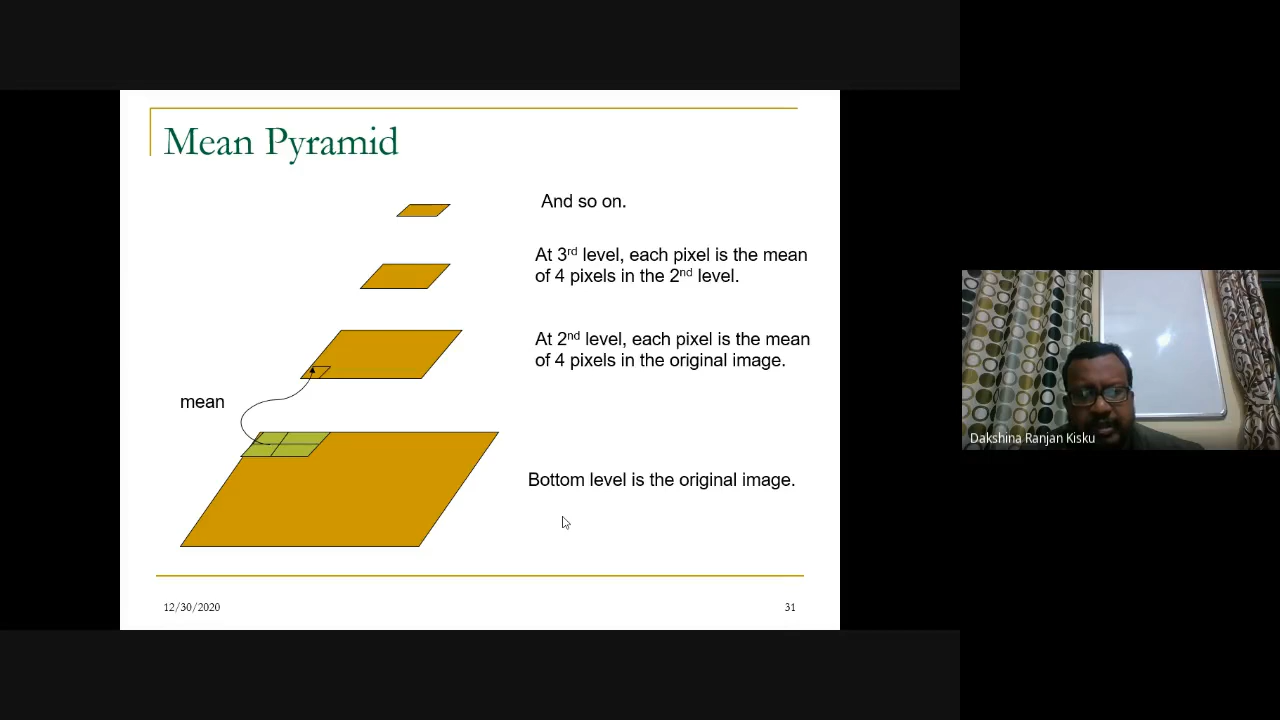 Mean Pyramid
And so on.
At 3rd level, each pixel is the mean
of 4 pixels in the 2nd level.
At 2nd level, each pixel is the mean
of 4 pixels in the original image.
mean
Bottom level is the original image.
12/30/2020
31
Dakshina Ranjan Kisku